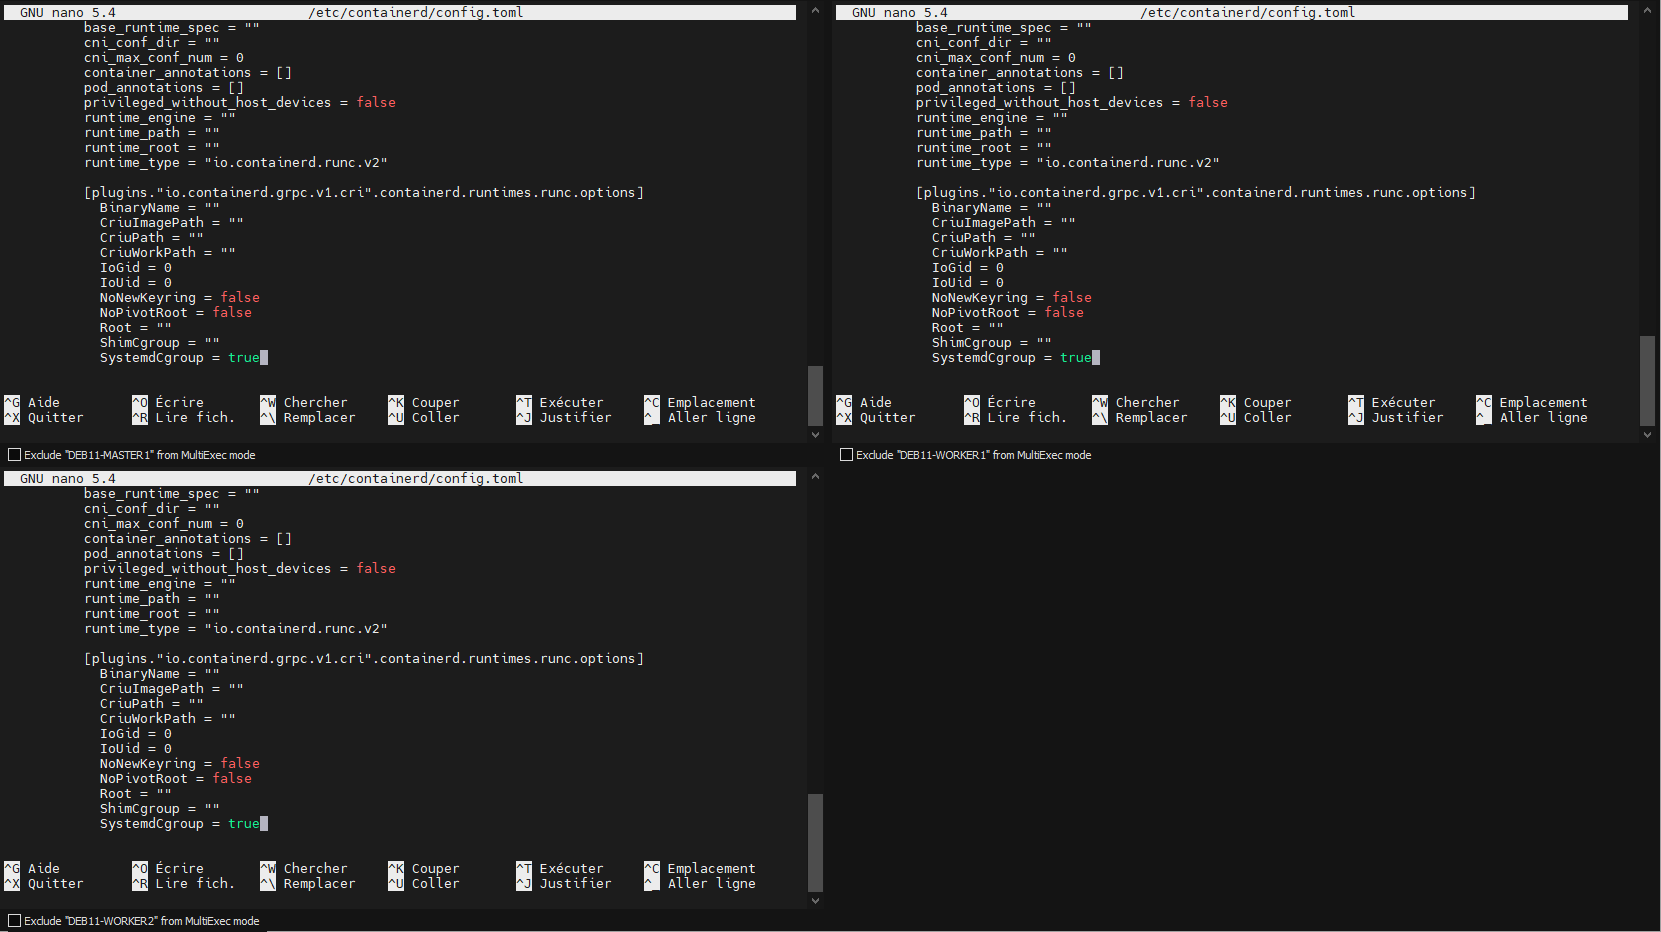 GNU nano 5.4 /etc/containerd/config.toml
base_runtime_spec = ""
cni_conf_dir = ""
cni_max_conf_num = 0
container_annotations = []
pod_annotations = []
privileged_without_host_devices = false
runtime_engine = ""
runtime_path = ""
runtime_root = ""
runtime_type = "io.containerd.runc.v2"
[plugins."io.containerd.grpc.v1.cri".containerd.runtimes.runc.options]
BinaryName = ""
CriuImagePath = ""
CriuPath = ""
CriuWorkPath = ""
IoGid = 0
IoUid = 0
NoNewKeyring = false
NoPivotRoot = false
Root = ""
ShimCgroup = ""
SystemdCgroup = true
^G Aide ^O Écrire ^W Chercher ^K Couper ^T Exécuter ^C Emplacement
^X Quitter ^R Lire fich. ^\ Remplacer ^U Coller ^J Justifier ^_ Aller ligne
Exclude "DEB11-MASTER1" from MultiExec mode
GNU nano 5.4 /etc/containerd/config.toml
base_runtime_spec = ""
cni_conf_dir = ""
cni_max_conf_num = 0
container_annotations = []
pod_annotations = []
privileged_without_host_devices = false
runtime_engine = ""
runtime_path = ""
runtime_root = ""
runtime_type = "io.containerd.runc.v2"
[plugins."io.containerd.grpc.v1.cri".containerd.runtimes.runc.options]
BinaryName = ""
CriuImagePath = ""
CriuPath = ""
CriuWorkPath = ""
IoGid = 0
IoUid = 0
NoNewKeyring = false
NoPivotRoot = false
Root = ""
ShimCgroup = ""
SystemdCgroup = true
^G Aide ^O Écrire ^W Chercher ^K Couper ^T Exécuter ^C Emplacement
^X Quitter ^R Lire fich. ^\ Remplacer ^U Coller ^J Justifier ^_ Aller ligne
Exclude "DEB11-WORKER1" from MultiExec mode
GNU nano 5.4 /etc/containerd/config.toml
base_runtime_spec = ""
cni_conf_dir = ""
cni_max_conf_num = 0
container_annotations = []
pod_annotations = []
privileged_without_host_devices = false
runtime_engine = ""
runtime_path = ""
runtime_root = ""
runtime_type = "io.containerd.runc.v2"
[plugins."io.containerd.grpc.v1.cri".containerd.runtimes.runc.options]
BinaryName = ""
CriuImagePath = ""
CriuPath = ""
CriuWorkPath = ""
IoGid = 0
IoUid = 0
NoNewKeyring = false
NoPivotRoot = false
Root = ""
ShimCgroup = ""
SystemdCgroup = true
^G Aide ^O Écrire ^W Chercher ^K Couper ^T Exécuter ^C Emplacement
^X Quitter ^R Lire fich. ^\ Remplacer ^U Coller ^J Justifier ^_ Aller ligne
Exclude "DEB11-WORKER2" from MultiExec mode